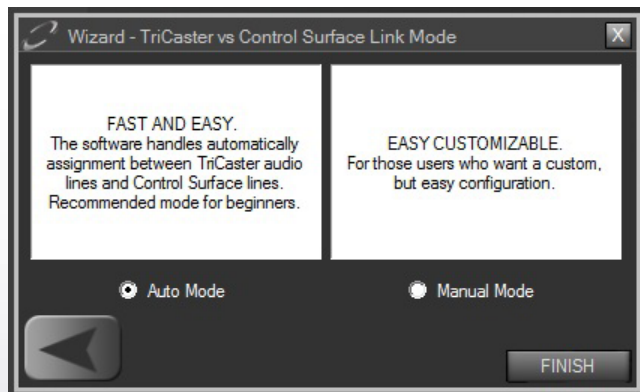 Wizard - TriCaster vs Control Surface Link Mode
X
FAST AND EASY.
The software handles automatically
assignment between TriCaster audio
lines and Control Surface lines.
Recommended mode for beginners.
EASY CUSTOMIZABLE.
For those users who want a custom,
but easy configuration.
Auto Mode
Manual Mode
FINISH